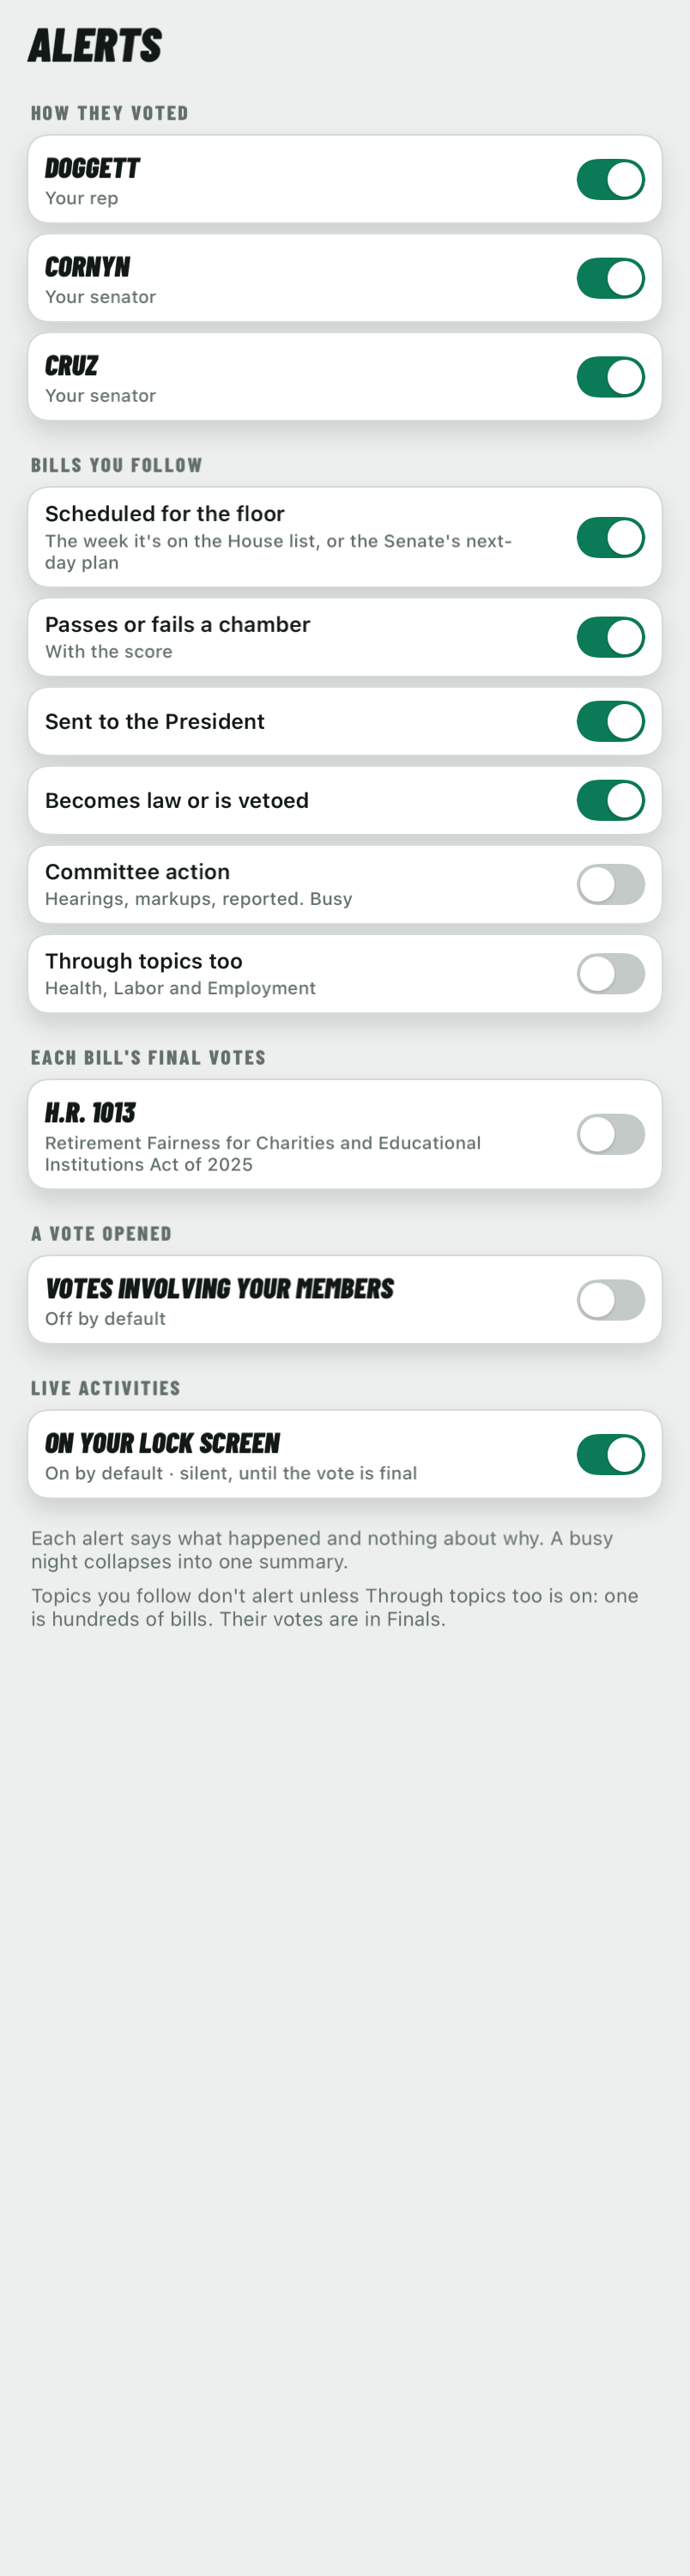 ALERTS
HOW THEY VOTED
DOGGETT
Your rep
CORNYN
Your senator
CRUZ
Your senator
BILLS YOU FOLLOW
Scheduled for the floor
The week it's on the House list, or the Senate's next-
day plan
Passes or fails a chamber
With the score
Sent to the President
Becomes law or is vetoed
Committee action
Hearings, markups, reported. Busy
Through topics too
Health, Labor and Employment
EACH BILL'S FINAL VOTES
H.R. 1013
Retirement Fairness for Charities and Educational
Institutions Act of 2025
A VOTE OPENED
VOTES INVOLVING YOUR MEMBERS
Off by default
LIVE ACTIVITIES
ON YOUR LOCK SCREEN
On by default · silent, until the vote is final
Each alert says what happened and nothing about why. A busy
night collapses into one summary.
Topics you follow don't alert unless Through topics too is on: one
is hundreds of bills. Their votes are in Finals.